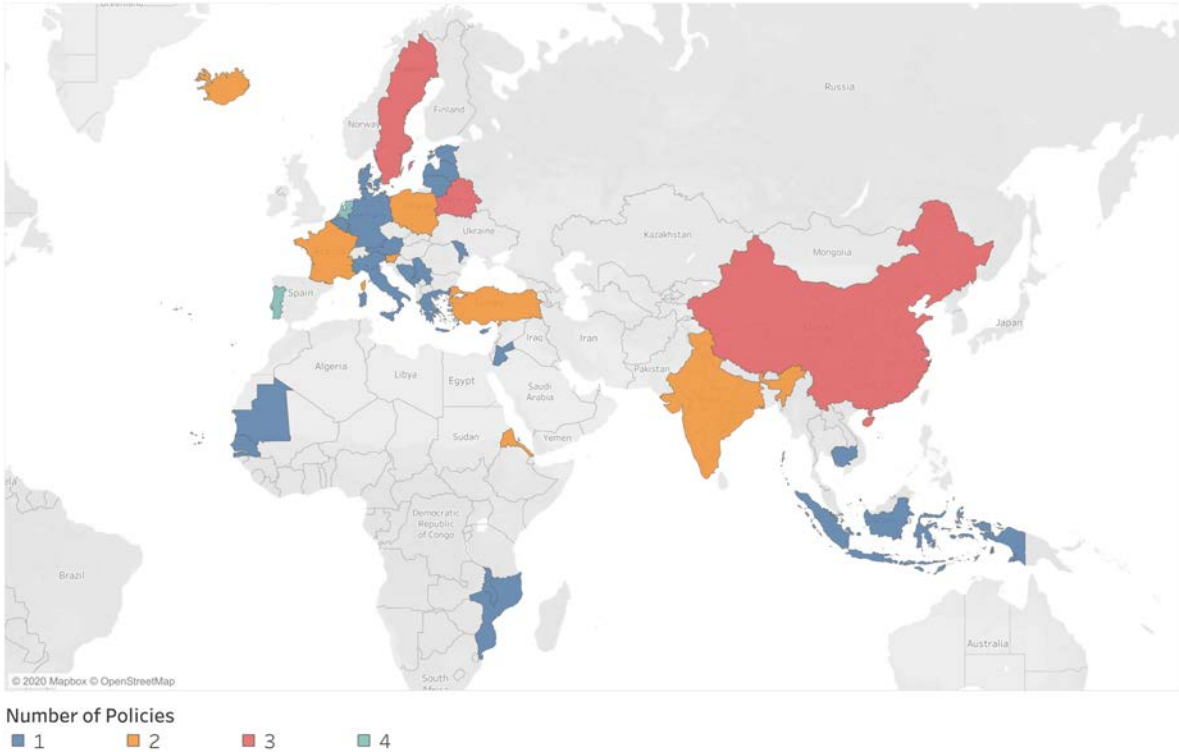 Greenland
Russia
Finland
Norway
Ukraine
Kazakhstan
Mongolia
Spain
Japan
Iraq
Iran
Algeria
Libya
Egypt
Pakistan
Saudi
Arabia
Sudan
Yemen
Democratic
Republic
of Congo
Brazil
Australia
South
© 2020 Mapbox © OpenStreetMap
Number of Policies
1 2 3 4